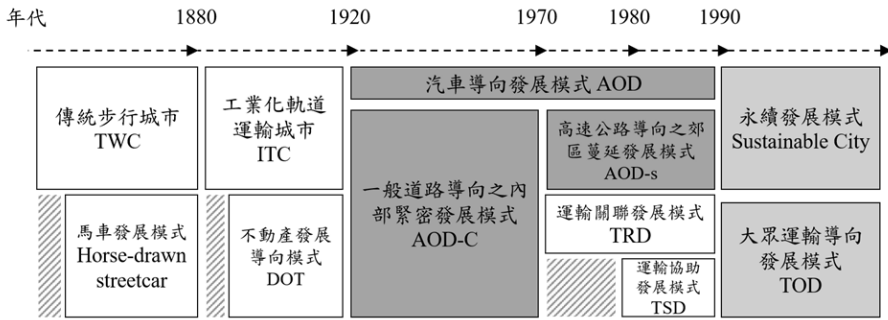 年代 1880 1920 1970 1980 1990
傳統步行城市
TWC
馬車發展模式
Horse-drawn
streetcar
工業化軌道
運輸城市
ITC
不動產發展
導向模式
DOT
汽車導向發展模式 AOD
一般道路導向之內
部緊密發展模式
AOD-C
高速公路導向之郊
區蔓延發展模式
AOD-s
運輸關聯發展模式
TRD
運輸協助
發展模式
TSD
永續發展模式
Sustainable City
大眾運輸導向
發展模式
TOD